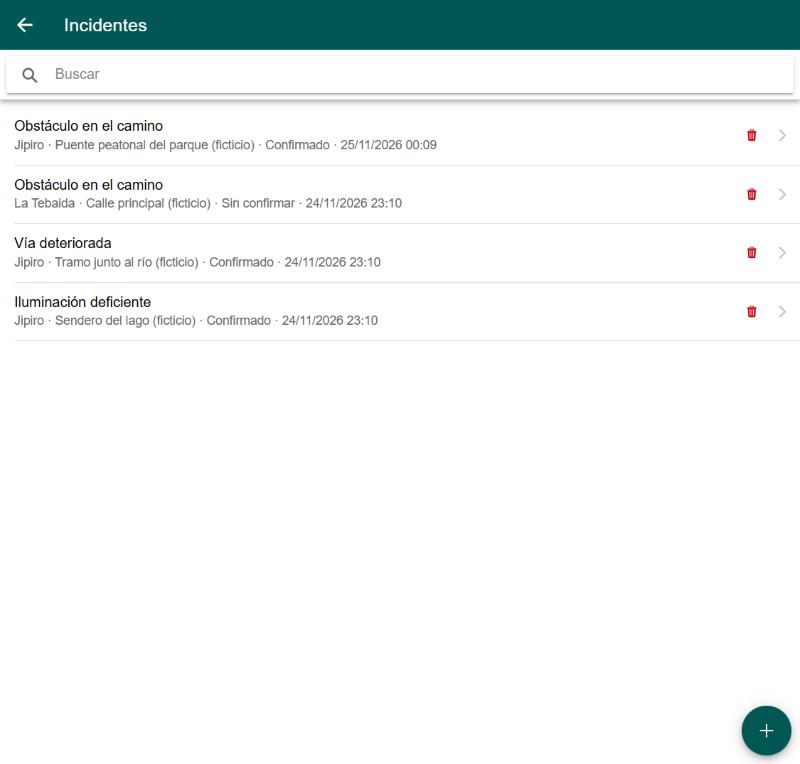 Incidentes
Buscar
Obstáculo en el camino
Jipiro · Puente peatonal del parque (ficticio) · Confirmado · 25/11/2026 00:09
Obstáculo en el camino
La Tebaida · Calle principal (ficticio) · Sin confirmar · 24/11/2026 23:10
Vía deteriorada
Jipiro · Tramo junto al río (ficticio) · Confirmado · 24/11/2026 23:10
Iluminación deficiente
Jipiro · Sendero del lago (ficticio) · Confirmado · 24/11/2026 23:10